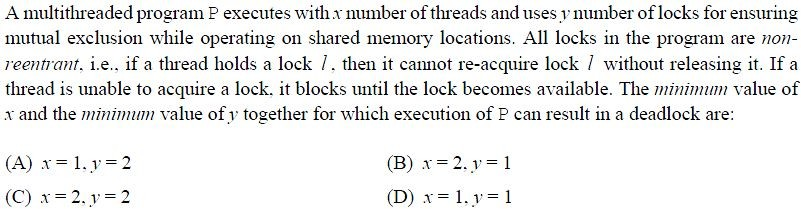 A multithreaded program P executes with x number of threads and uses y number of locks for ensuring
mutual exclusion while operating on shared memory locations. All locks in the program are non-
reentrant, i.e., if a thread holds a lock l, then it cannot re-acquire lock l without releasing it. If a
thread is unable to acquire a lock, it blocks until the lock becomes available. The minimum value of
x and the minimum value of y together for which execution of P can result in a deadlock are:
(A) x = 1, y = 2
(B) x = 2, y = 1
(C) x = 2, y = 2
(D) x = 1, y = 1